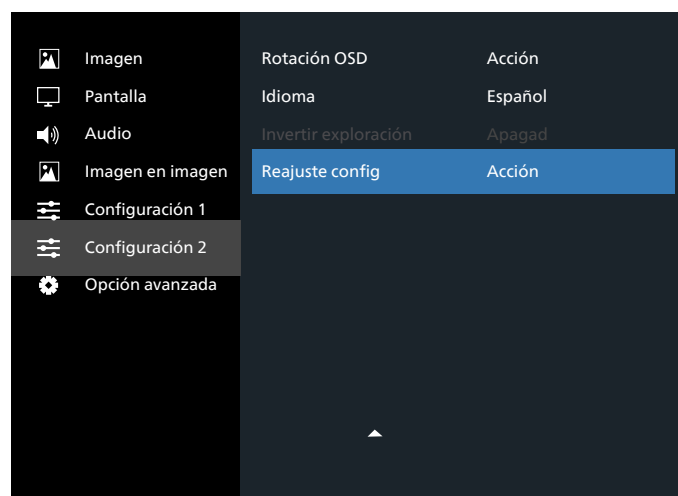 Imagen
Pantalla
Audio
Imagen en imagen
Configuración 1
Configuración 2
Opción avanzada
Rotación OSD Acción
Idioma Español
Invertir exploración Apagad
Reajuste config Acción